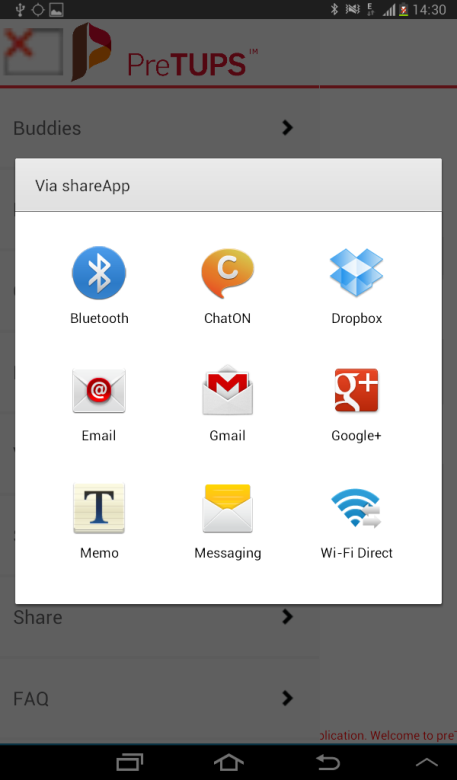 14:30
PreTUPS™
Buddies
Via shareApp
Bluetooth
ChatON
Dropbox
Email
Gmail
Google+
Memo
Messaging
Wi-Fi Direct
Share
FAQ
plication. Welcome to pre